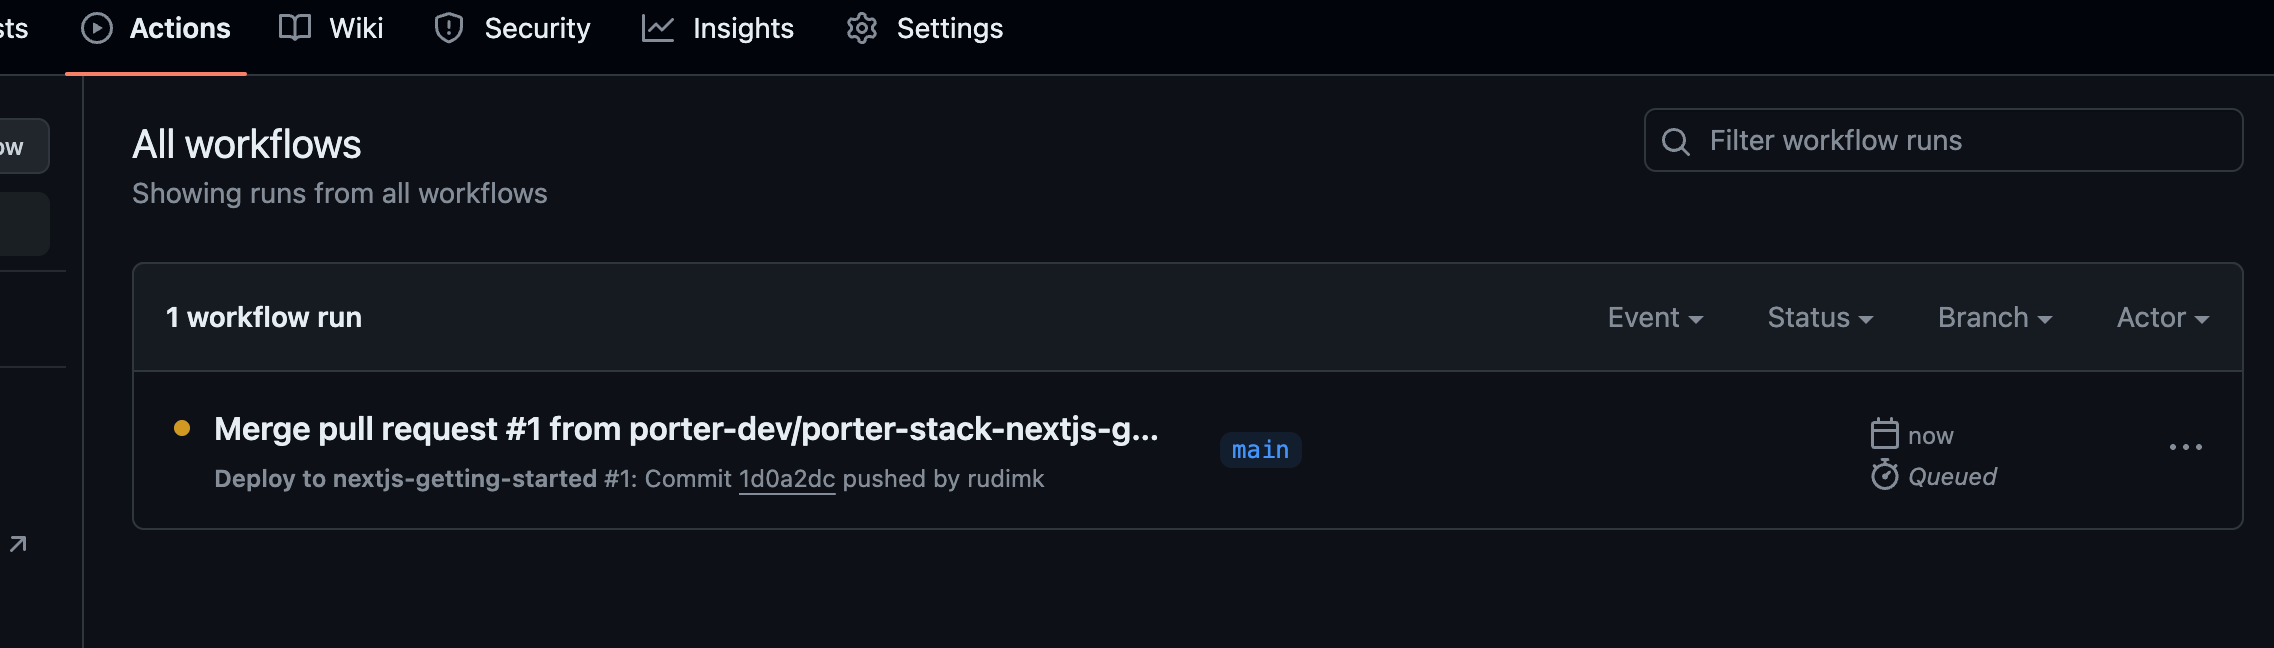 sts Actions Wiki Security Insights Settings
ow
All workflows
Filter workflow runs
Showing runs from all workflows
1 workflow run Event Status Branch Actor
Merge pull request #1 from porter-dev/porter-stack-nextjs-g... main now
Deploy to nextjs-getting-started #1: Commit 1d0a2dc pushed by rudimk Queued